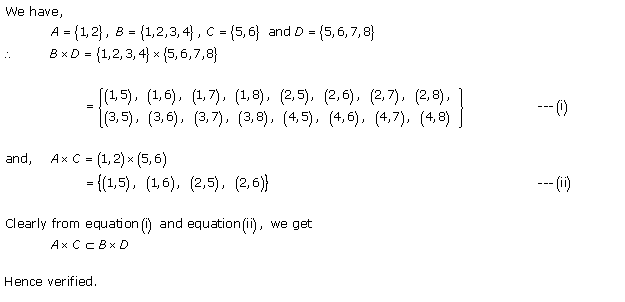 We have,
A = {1,2}, B = {1,2,3,4}, C = {5,6} and D = {5,6,7,8}
∴ B × D = {1,2,3,4} × {5,6,7,8}
= {(1,5), (1,6), (1,7), (1,8), (2,5), (2,6), (2,7), (2,8),
(3,5), (3,6), (3,7), (3,8), (4,5), (4,6), (4,7), (4,8)} ---(i)
and, A × C = (1,2) × (5,6)
= {(1,5), (1,6), (2,5), (2,6)} ---(ii)
Clearly from equation(i) and equation(ii), we get
A × C ⊂ B × D
Hence verified.